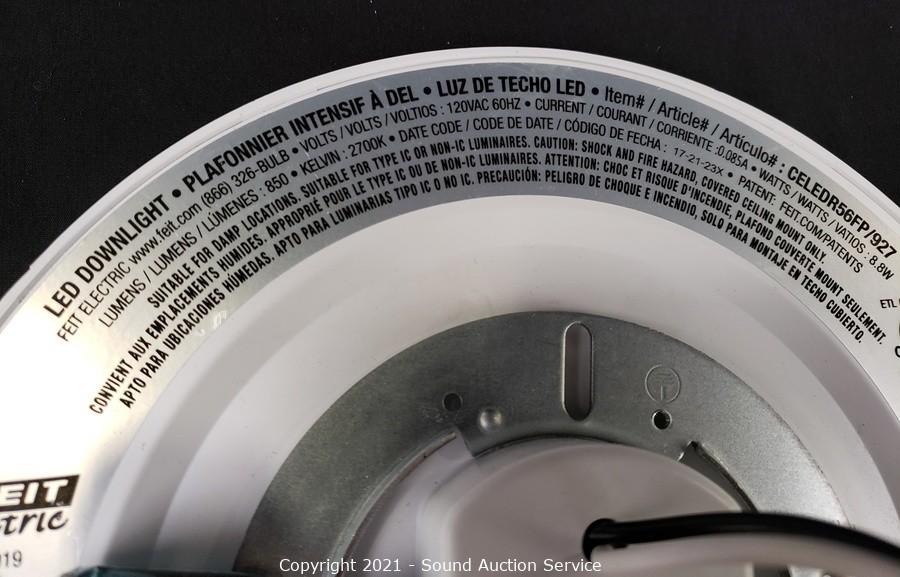 LED DOWNLIGHT • PLAFONNIER INTENSIF À DEL • LUZ DE TECHO LED • Item# / Article# / Artículo# : CELEDR56FP/927
FEIT ELECTRIC www.feit.com (866) 326-BULB • VOLTS / VOLTS / VOLTIOS : 120VAC 60HZ • CURRENT / COURANT / CORRIENTE :0.085A • WATTS / WATTS / VATIOS : 8.8W
LUMENS / LUMENS / LÚMENES : 850 • KELVIN : 2700K • DATE CODE / CODE DE DATE / CÓDIGO DE FECHA : 17-21-23X • PATENT: FEIT.COM/PATENTS
SUITABLE FOR DAMP LOCATIONS. SUITABLE FOR TYPE IC OR NON-IC LUMINAIRES. CAUTION: SHOCK AND FIRE HAZARD, COVERED CEILING MOUNT ONLY.
CONVIENT AUX EMPLACEMENTS HUMIDES. APPROPRIÉ POUR LE TYPE IC OU DE NON-IC LUMINAIRES. ATTENTION: CHOC ET RISQUE D'INCENDIE, PLAFOND COUVERTE MOUNT SEULEMENT.
APTO PARA UBICACIONES HÚMEDAS. APTO PARA LUMINARIAS TIPO IC O NO IC. PRECAUCIÓN: PELIGRO DE CHOQUE E INCENDIO, SOLO PARA MONTAJE EN TECHO CUBIERTO.
ETL
EIT
tric
019
Copyright 2021 - Sound Auction Service